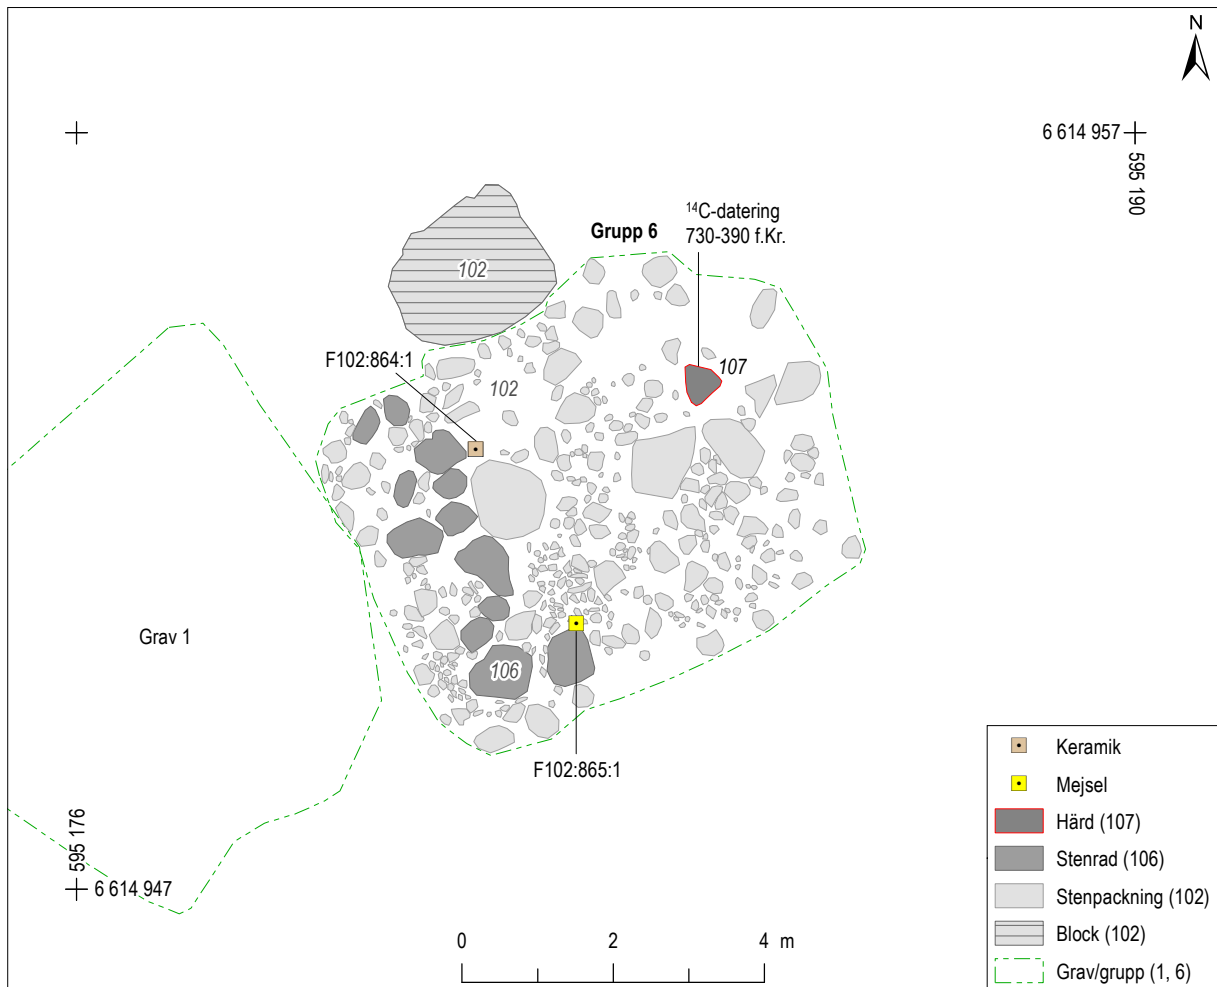 N
6 614 957
595 190
¹⁴C-datering
730-390 f.Kr.
Grupp 6
102
F102:864:1
107
102
Grav 1
106
F102:865:1
595 176
6 614 947
0 2 4 m
Keramik
Mejsel
Härd (107)
Stenrad (106)
Stenpackning (102)
Block (102)
Grav/grupp (1, 6)